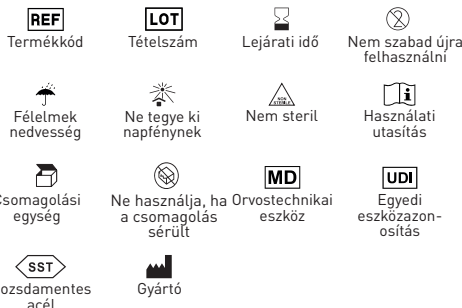 REF
Termékkód
LOT
Tételszám
Lejárati idő
2
Nem szabad újra
felhasználni
Félelmek
nedvesség
Ne tegye ki
napfénynek
NON
STERILE
Nem steril
i
Használati
utasítás
Csomagolási
egység
Ne használja, ha
a csomagolás
sérült
MD
Orvostechnikai
eszköz
UDI
Egyedi
eszközazon-
osítás
SST
ozsdamentes
acél
Gyártó